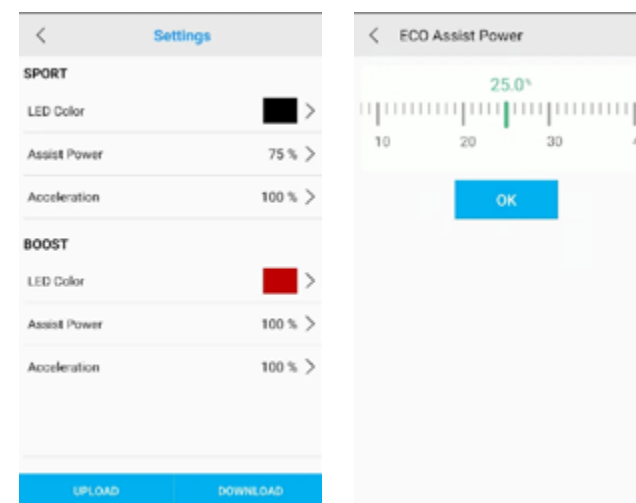 Settings
SPORT
LED Color
Assist Power 75 %
Acceleration 100 %
BOOST
LED Color
Assist Power 100 %
Acceleration 100 %
UPLOAD DOWNLOAD
ECO Assist Power
25.0%
10 20 30
OK